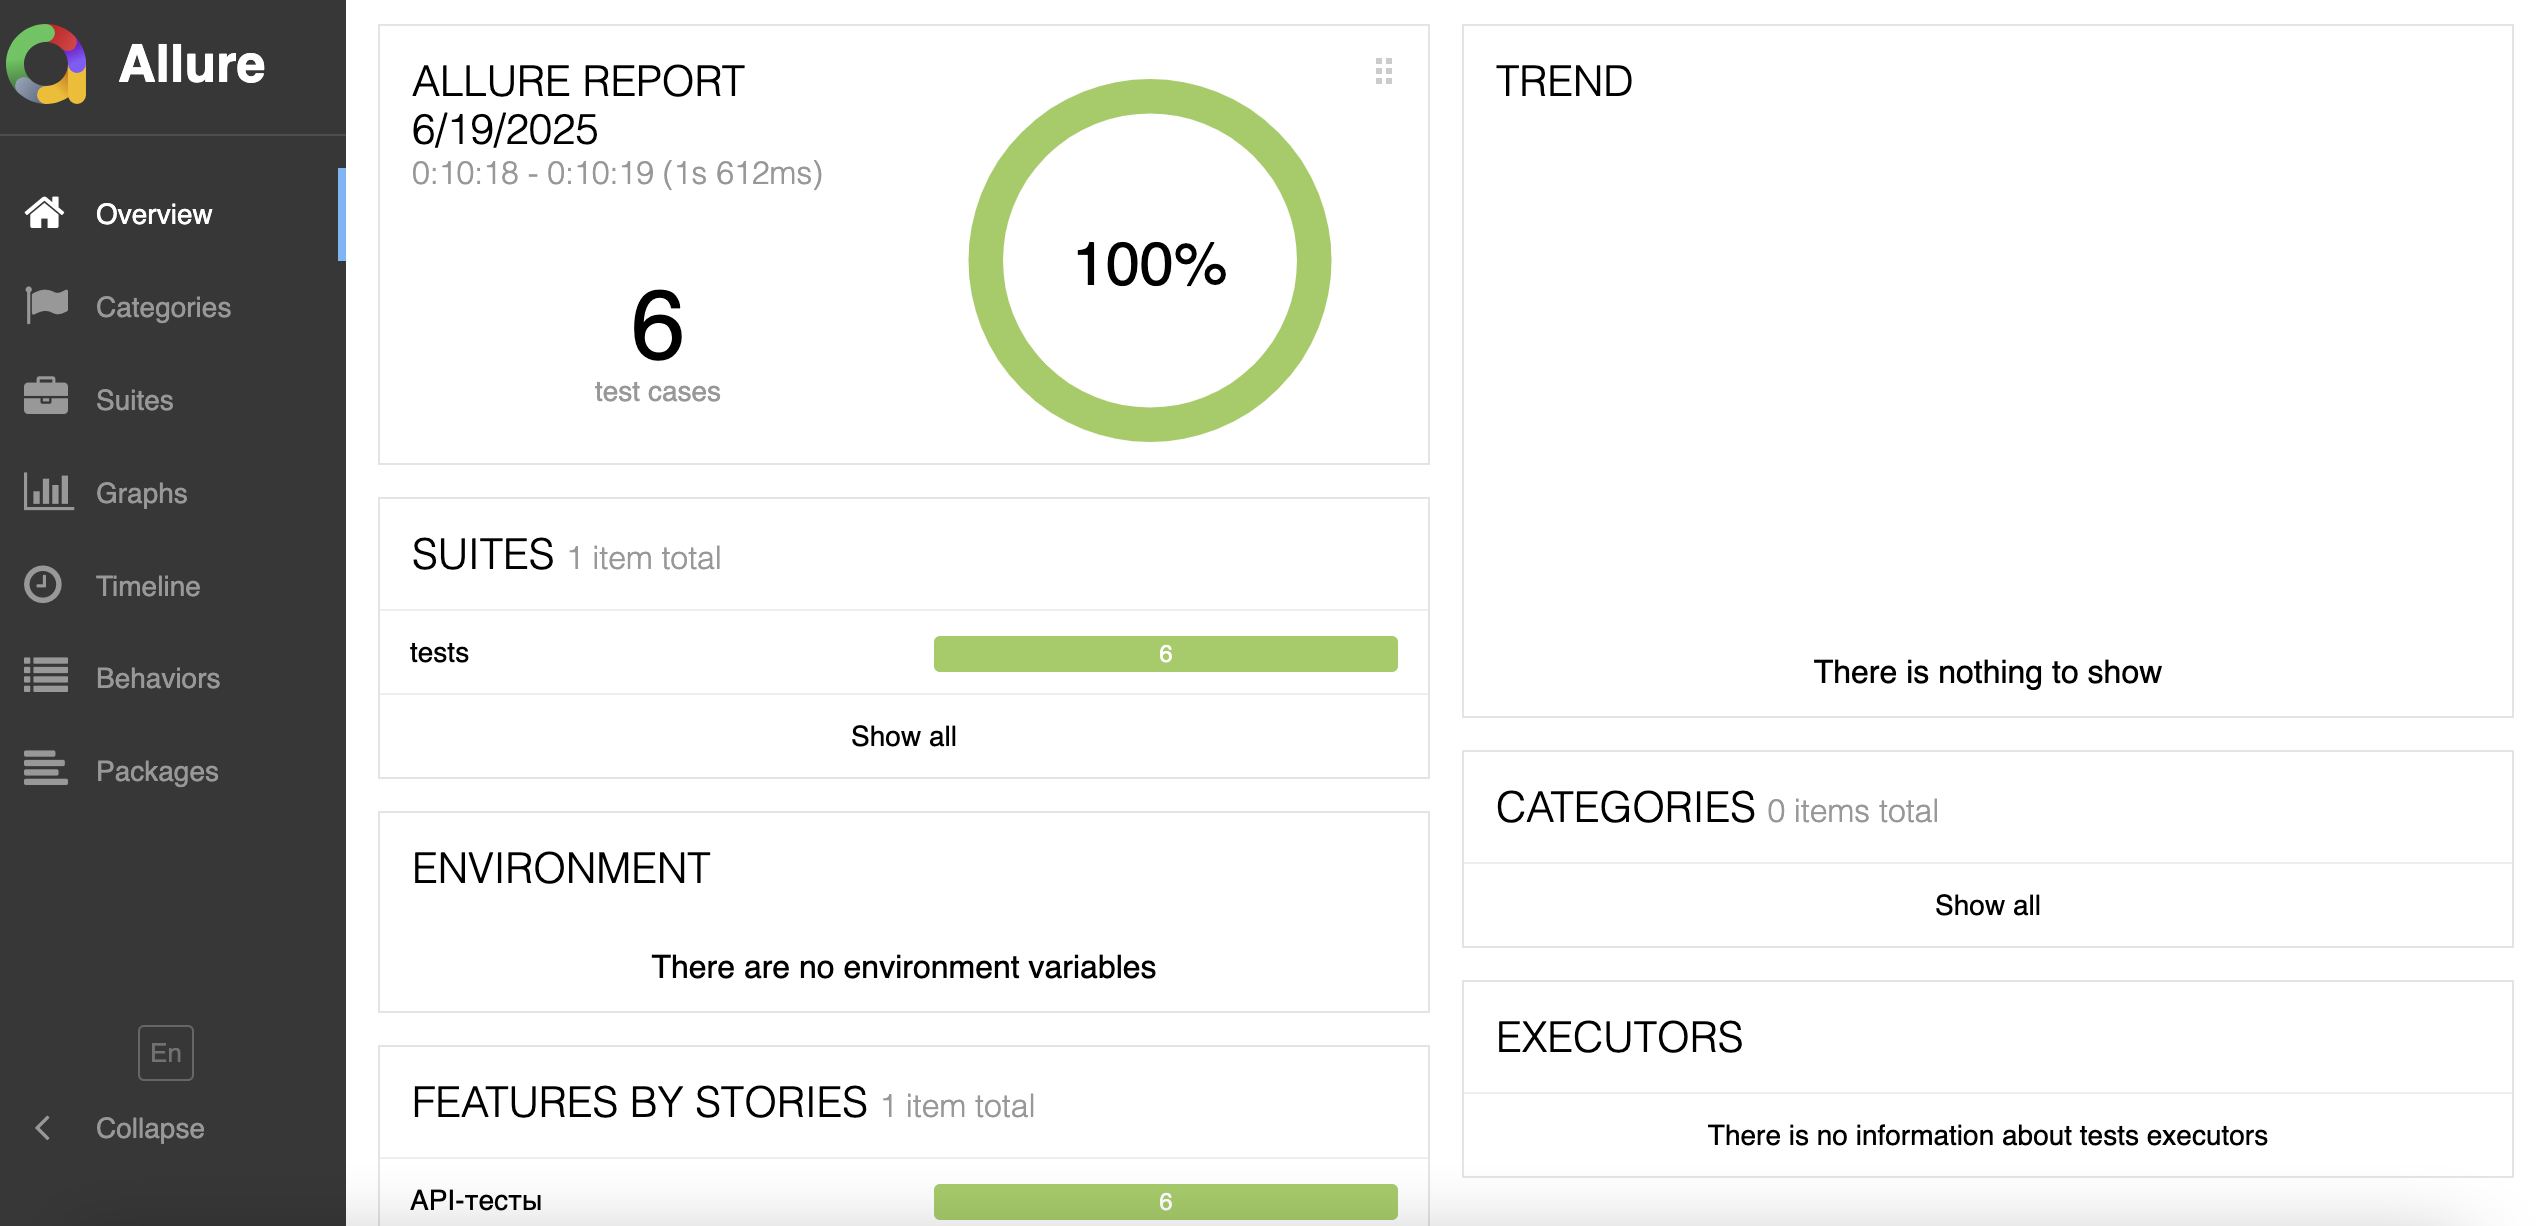 Allure
Overview
Categories
Suites
Graphs
Timeline
Behaviors
Packages
En
Collapse
ALLURE REPORT
6/19/2025
0:10:18 - 0:10:19 (1s 612ms)
6
test cases
100%
SUITES 1 item total
tests 6
Show all
ENVIRONMENT
There are no environment variables
FEATURES BY STORIES 1 item total
API-тесты 6
TREND
There is nothing to show
CATEGORIES 0 items total
Show all
EXECUTORS
There is no information about tests executors